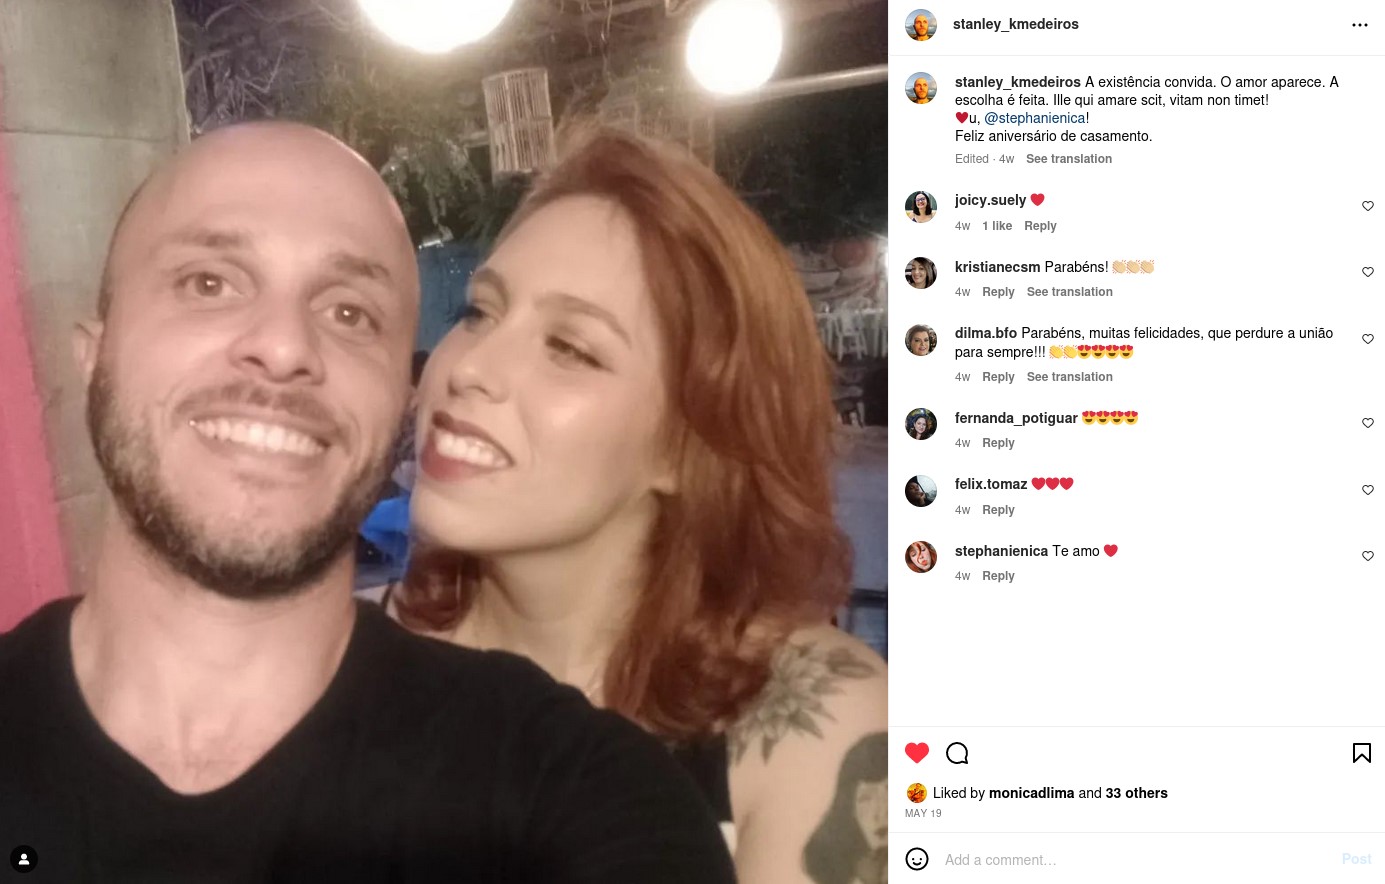 stanley_kmedeiros
stanley_kmedeiros A existência convida. O amor aparece. A
escolha é feita. Ille qui amare scit, vitam non timet!
♥u, @stephanienica!
Feliz aniversário de casamento.
Edited · 4w See translation
joicy.suely ❤️
4w 1 like Reply
kristianecsm Parabéns! 👏🏼👏🏼👏🏼
4w Reply See translation
dilma.bfo Parabéns, muitas felicidades, que perdure a união
para sempre!!! 👏👏😍😍😍😍
4w Reply See translation
fernanda_potiguar 😍😍😍😍
4w Reply
felix.tomaz ❤️❤️❤️
4w Reply
stephanienica Te amo ❤️
4w Reply
Liked by monicadlima and 33 others
MAY 19
Add a comment...
Post